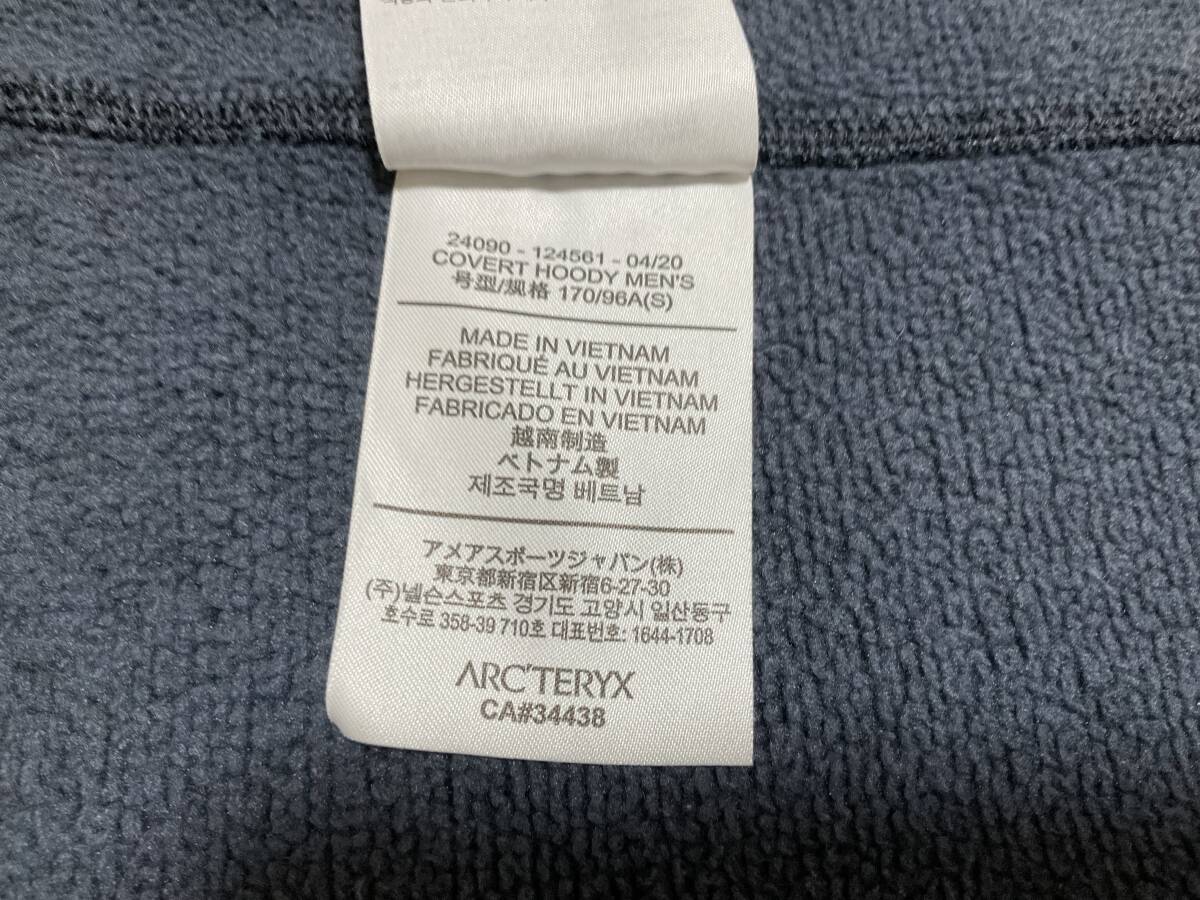 24090 - 124561 - 04/20
COVERT HOODY MEN'S
号型/规格 170/96A(S)
MADE IN VIETNAM
FABRIQUÉ AU VIETNAM
HERGESTELLT IN VIETNAM
FABRICADO EN VIETNAM
越南制造
ベトナム製
제조국명 베트남
アメアスポーツジャパン(株)
東京都新宿区新宿6-27-30
(주)넬슨스포츠 경기도 고양시 일산동구
호수로 358-39 710호 대표번호: 1644-1708
ARC'TERYX
CA#34438